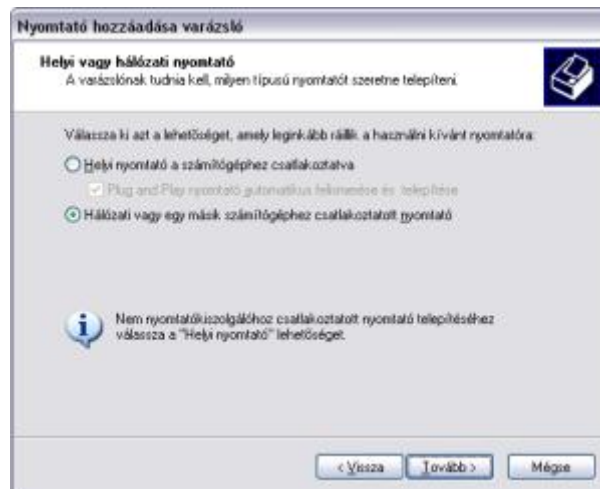 Nyomtató hozzáadása varázsló
Helyi vagy hálózati nyomtató
A varázslónak tudnia kell, milyen típusú nyomtatót szeretne telepíteni.
Válassza ki azt a lehetőséget, amely leginkább ráillik a használni kívánt nyomtatóra:
Helyi nyomtató a számítógéphez csatlakoztatva
Plug and Play nyomtató automatikus felismerése és telepítése
Hálózati vagy egy másik számítógéphez csatlakoztatott nyomtató
Nem nyomtatókiszolgálóhoz csatlakoztatott nyomtató telepítéséhez
válassza a "Helyi nyomtató" lehetőséget.
< Vissza Tovább > Mégse